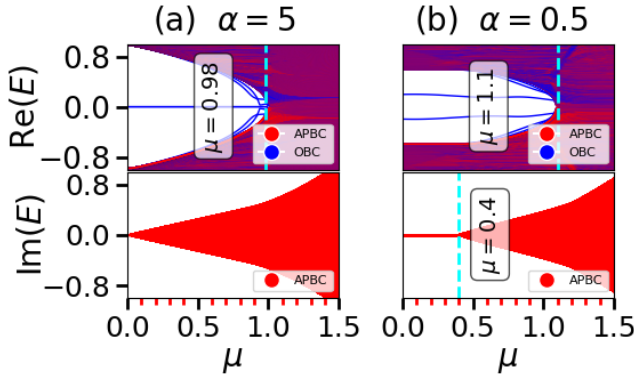 (a) α = 5
(b) α = 0.5
Re(E)
0.8
0.0
−0.8
μ = 0.98
APBC
OBC
μ = 1.1
APBC
OBC
Im(E)
0.8
0.0
−0.8
APBC
μ = 0.4
APBC
0.0 0.5 1.0 1.5
0.0 0.5 1.0 1.5
μ
μ